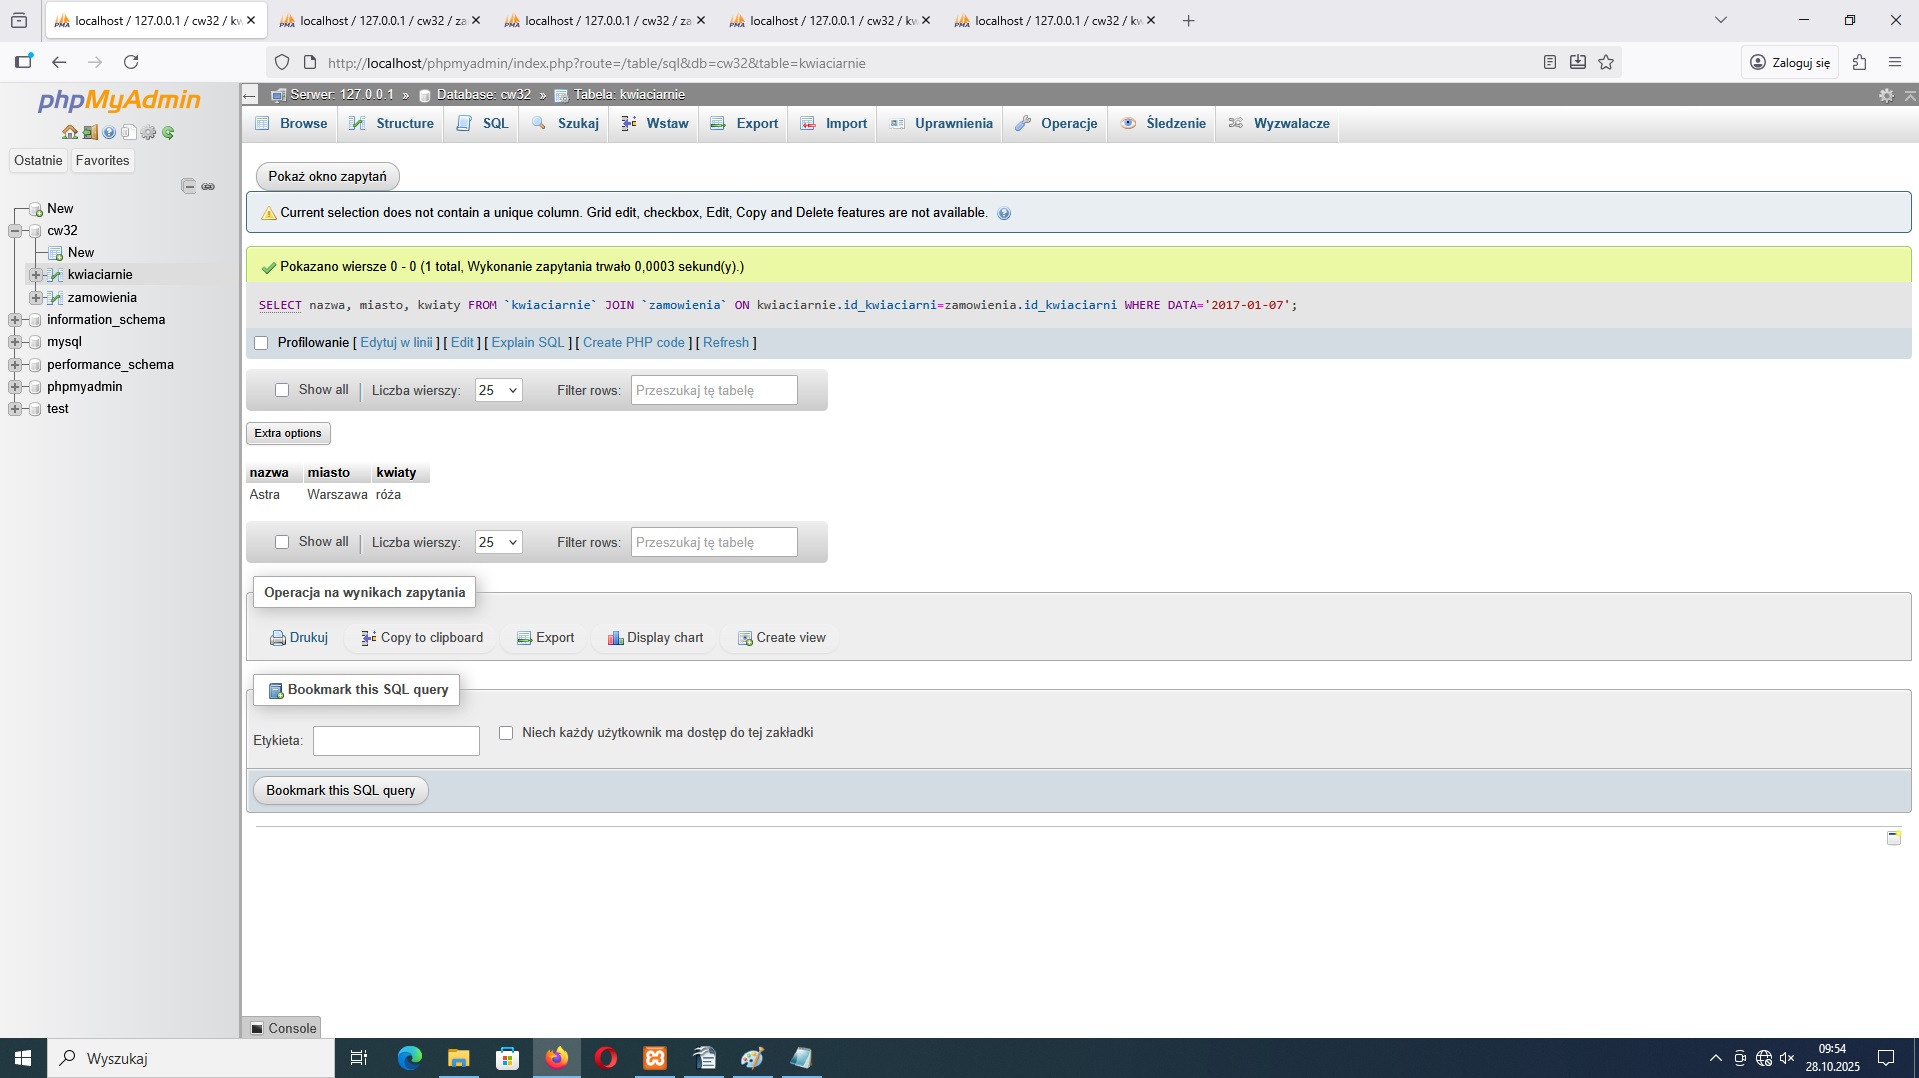 localhost / 127.0.0.1 / cw32 / kw
localhost / 127.0.0.1 / cw32 / za
localhost / 127.0.0.1 / cw32 / za
localhost / 127.0.0.1 / cw32 / kw
localhost / 127.0.0.1 / cw32 / kw
http://localhost/phpmyadmin/index.php?route=/table/sql&db=cw32&table=kwiaciarnie
Zaloguj się
phpMyAdmin
Ostatnie
Favorites
New
cw32
New
kwiaciarnie
zamowienia
information_schema
mysql
performance_schema
phpmyadmin
test
Serwer: 127.0.0.1 » Database: cw32 » Tabela: kwiaciarnie
Browse
Structure
SQL
Szukaj
Wstaw
Export
Import
Uprawnienia
Operacje
Śledzenie
Wyzwalacze
Pokaż okno zapytań
Current selection does not contain a unique column. Grid edit, checkbox, Edit, Copy and Delete features are not available.
Pokazano wiersze 0 - 0 (1 total, Wykonanie zapytania trwało 0,0003 sekund(y).)
SELECT nazwa, miasto, kwiaty FROM `kwiaciarnie` JOIN `zamowienia` ON kwiaciarnie.id_kwiaciarni=zamowienia.id_kwiaciarni WHERE DATA='2017-01-07';
Profilowanie [ Edytuj w linii ] [ Edit ] [ Explain SQL ] [ Create PHP code ] [ Refresh ]
Show all | Liczba wierszy: 25 Filter rows: Przeszukaj tę tabelę
Extra options
nazwa miasto kwiaty
Astra Warszawa róża
Show all | Liczba wierszy: 25 Filter rows: Przeszukaj tę tabelę
Operacja na wynikach zapytania
Drukuj
Copy to clipboard
Export
Display chart
Create view
Bookmark this SQL query
Etykieta:
Niech każdy użytkownik ma dostęp do tej zakładki
Bookmark this SQL query
Console
Wyszukaj
09:54
28.10.2025